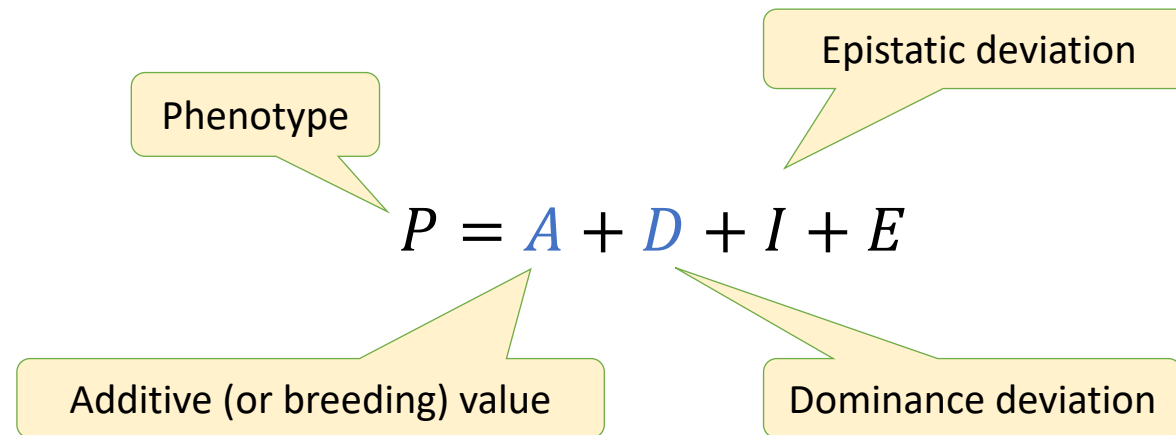 Epistatic deviation
Phenotype
P = A + D + I + E
Additive (or breeding) value
Dominance deviation